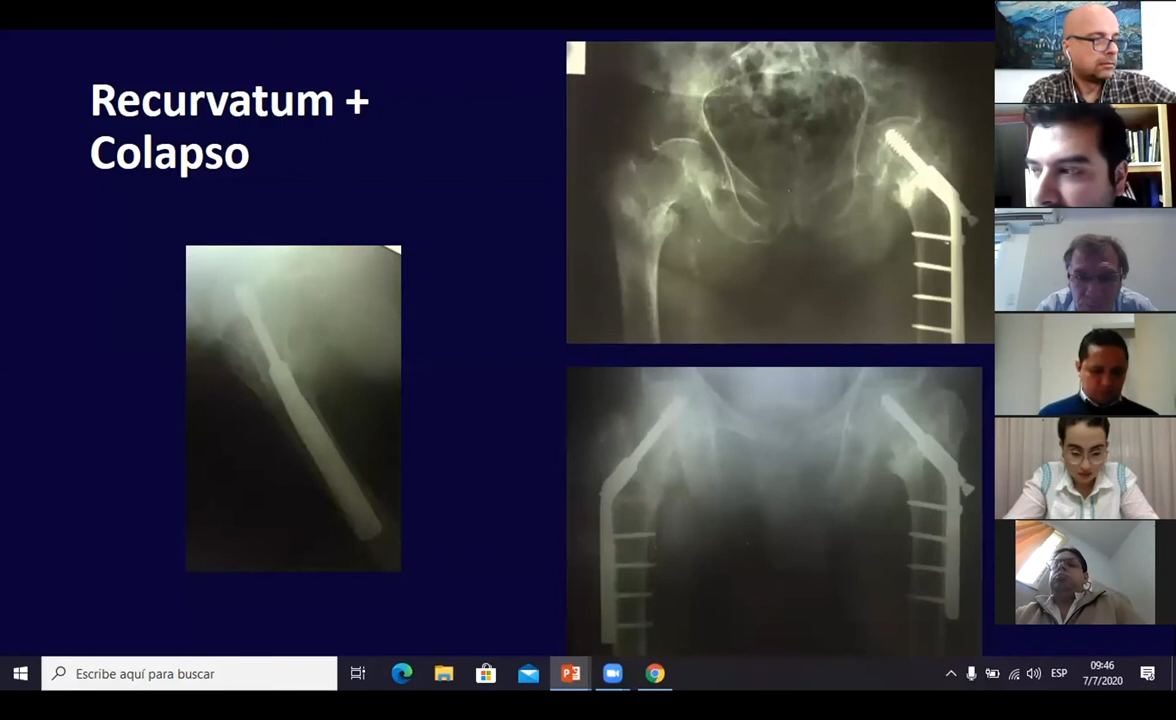 Recurvatum +
Colapso
Escribe aquí para buscar
ESP
09:46
7/7/2020